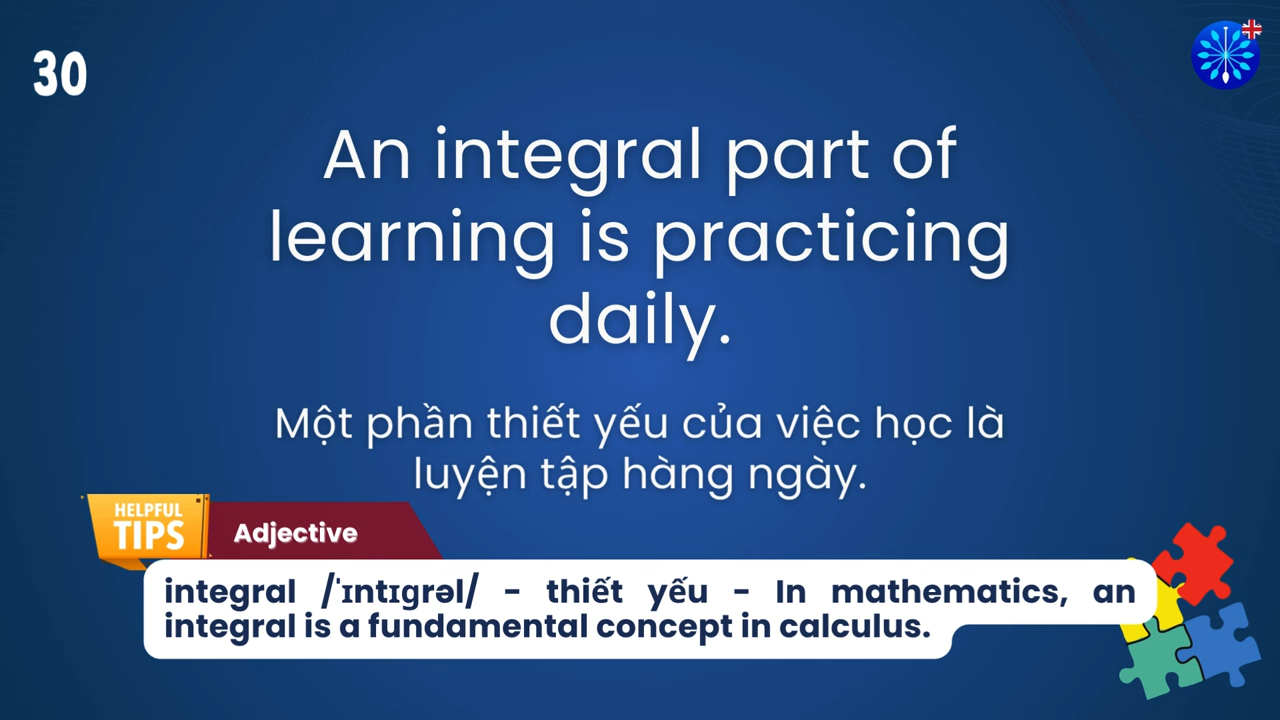 30
An integral part of
learning is practicing
daily.
Một phần thiết yếu của việc học là
luyện tập hàng ngày.
HELPFUL
TIPS
Adjective
integral /ˈɪntɪɡrəl/ - thiết yếu - In mathematics, an
integral is a fundamental concept in calculus.